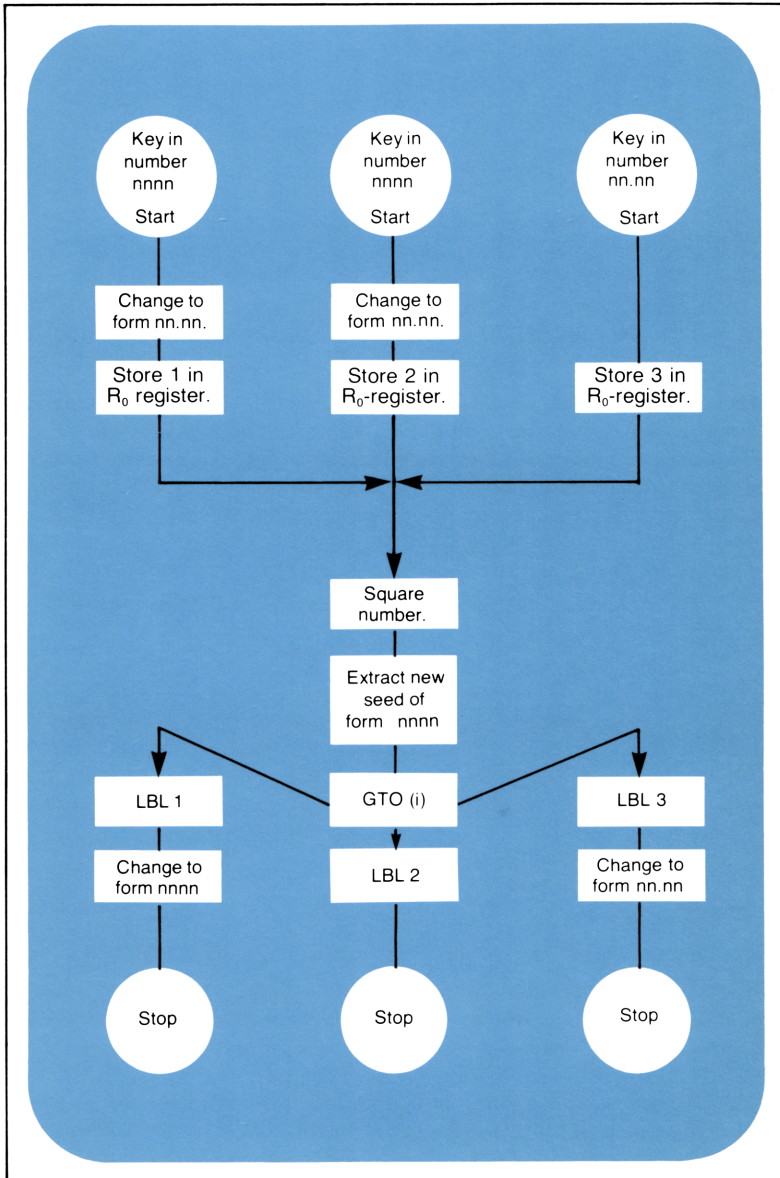 Key in
number
nnnn
Start
Key in
number
nnnn
Start
Key in
number
nn.nn
Start
Change to
form nn.nn.
Change to
form nn.nn.
Store 1 in
R₀ register.
Store 2 in
R₀-register.
Store 3 in
R₀-register.
Square
number.
Extract new
seed of
form nnnn
LBL 1
GTO (i)
LBL 3
Change to
form nnnn
LBL 2
Change to
form nn.nn
Stop
Stop
Stop